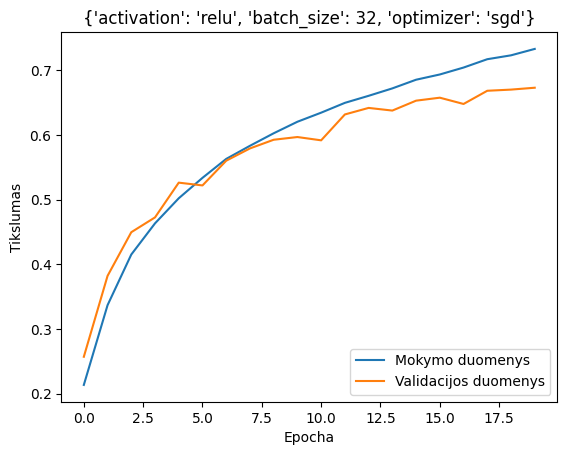 {'activation': 'relu', 'batch_size': 32, 'optimizer': 'sgd'}
Tikslumas
0.7
0.6
0.5
0.4
0.3
0.2
Mokymo duomenys
Validacijos duomenys
0.0 2.5 5.0 7.5 10.0 12.5 15.0 17.5
Epocha